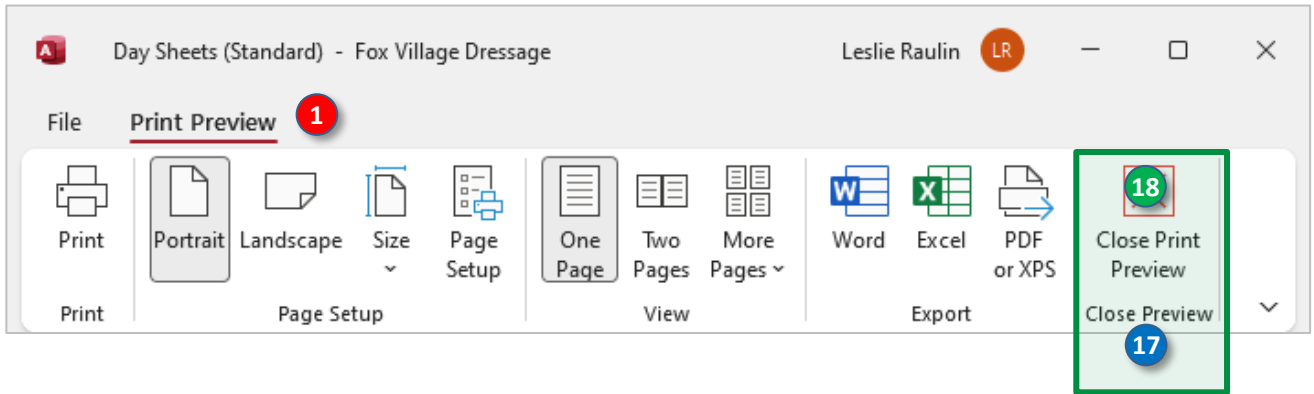 A Day Sheets (Standard) - Fox Village Dressage Leslie Raulin LR
File Print Preview 1
Print
Portrait
Landscape
Size
Page
Setup
One
Page
Two
Pages
More
Pages
W
Word
X
Excel
PDF
or XPS
18
Close Print
Preview
Print Page Setup View Export Close Preview
17